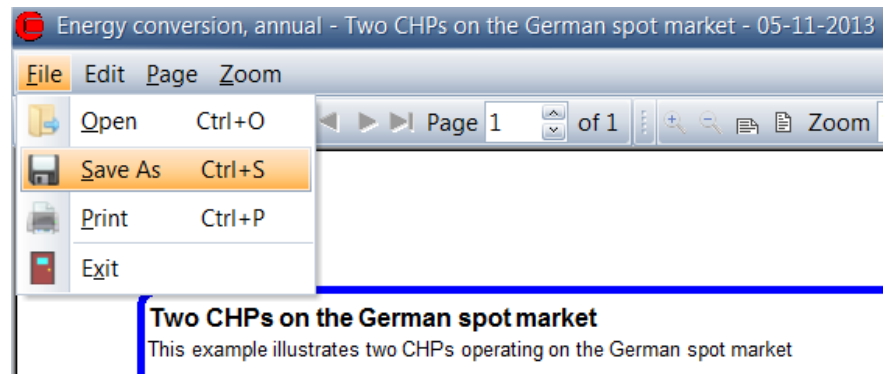 Energy conversion, annual - Two CHPs on the German spot market - 05-11-2013
File Edit Page Zoom
Page 1 of 1 Zoom
Open Ctrl+O
Save As Ctrl+S
Print Ctrl+P
Exit
Two CHPs on the German spot market
This example illustrates two CHPs operating on the German spot market